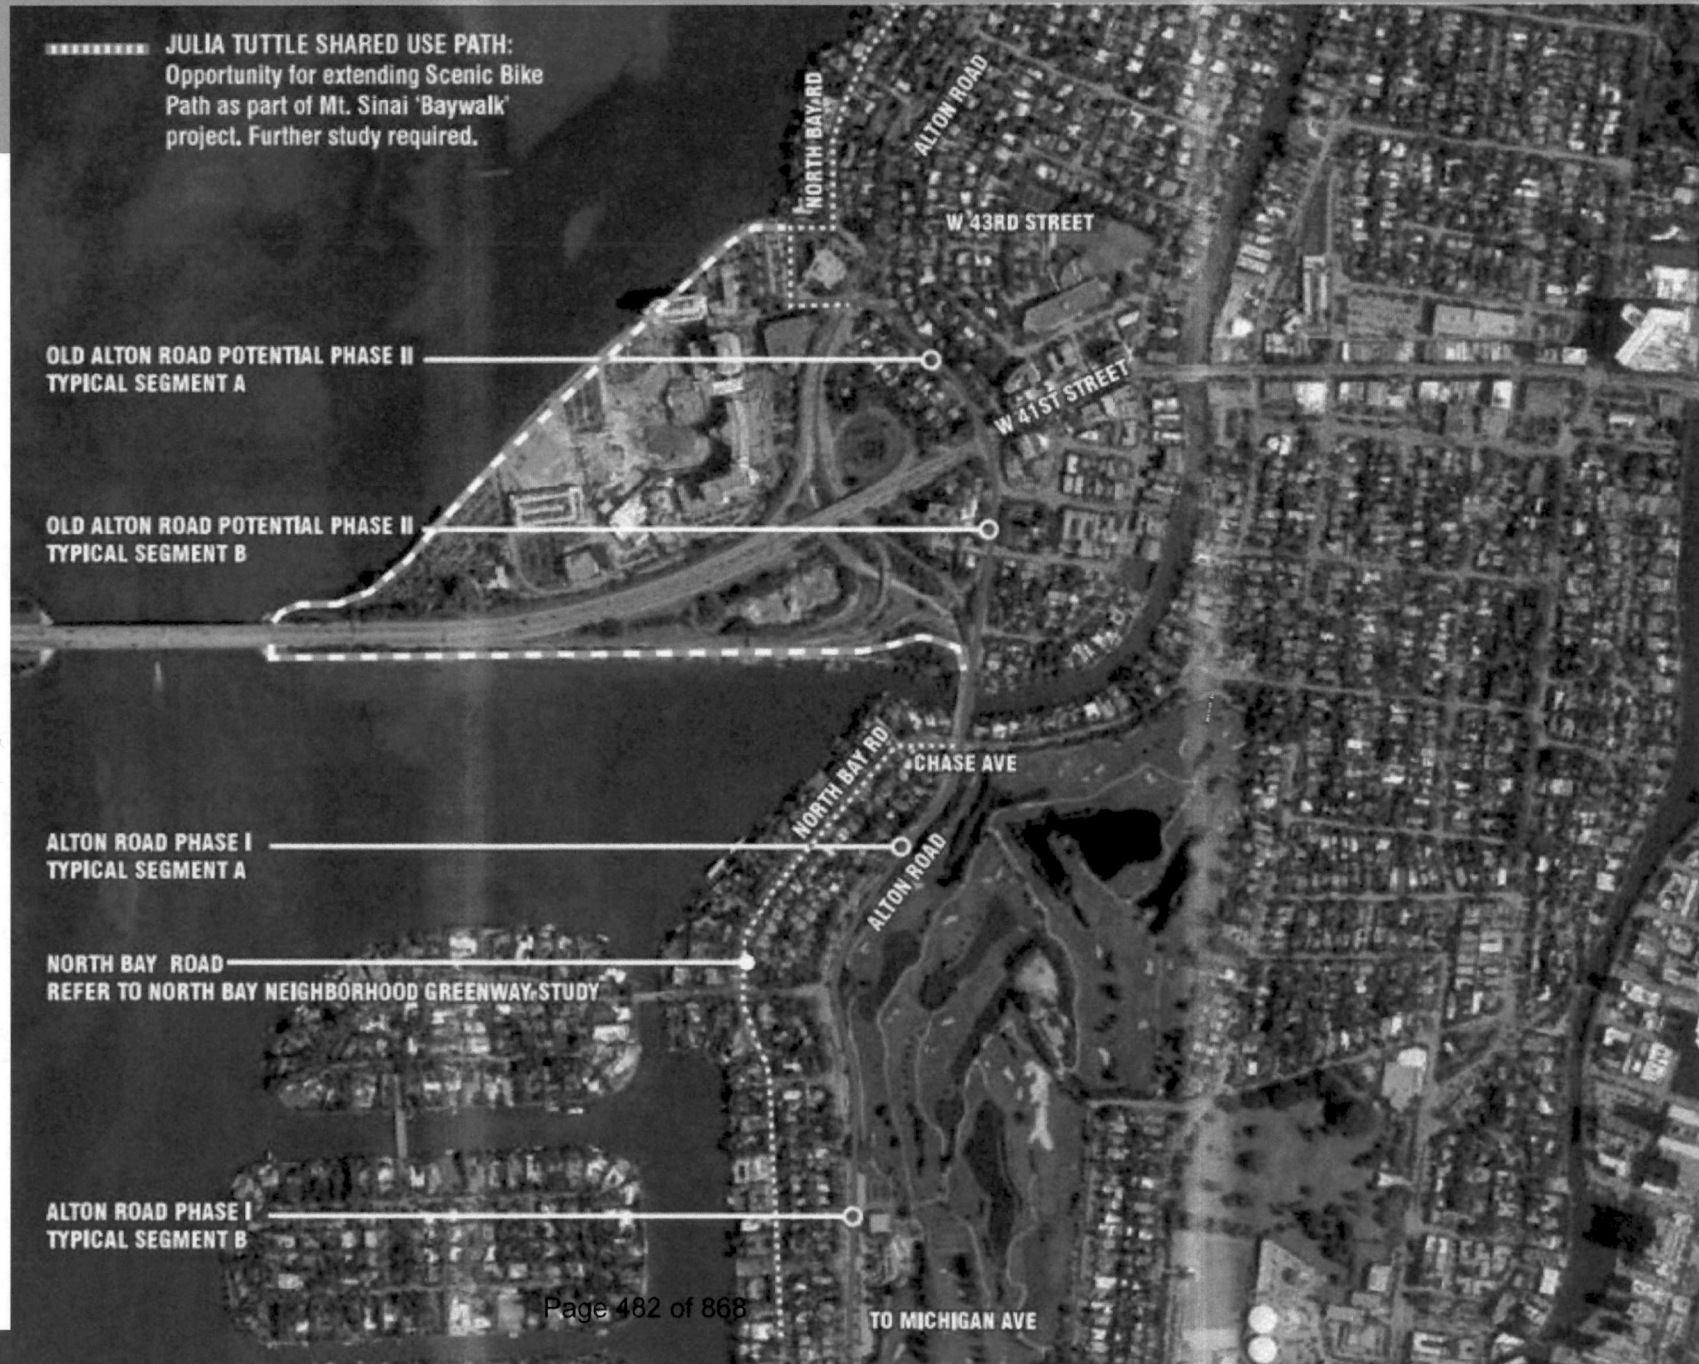 JULIA TUTTLE SHARED USE PATH:
Opportunity for extending Scenic Bike
Path as part of Mt. Sinai 'Baywalk'
project. Further study required.
NORTH BAY RD
ALTON ROAD
W 43RD STREET
OLD ALTON ROAD POTENTIAL PHASE II
TYPICAL SEGMENT A
W 41ST STREET
OLD ALTON ROAD POTENTIAL PHASE II
TYPICAL SEGMENT B
NORTH BAY RD
CHASE AVE
ALTON ROAD PHASE I
TYPICAL SEGMENT A
ALTON ROAD
NORTH BAY ROAD
REFER TO NORTH BAY NEIGHBORHOOD GREENWAY STUDY
ALTON ROAD PHASE I
TYPICAL SEGMENT B
Page 482 of 868
TO MICHIGAN AVE